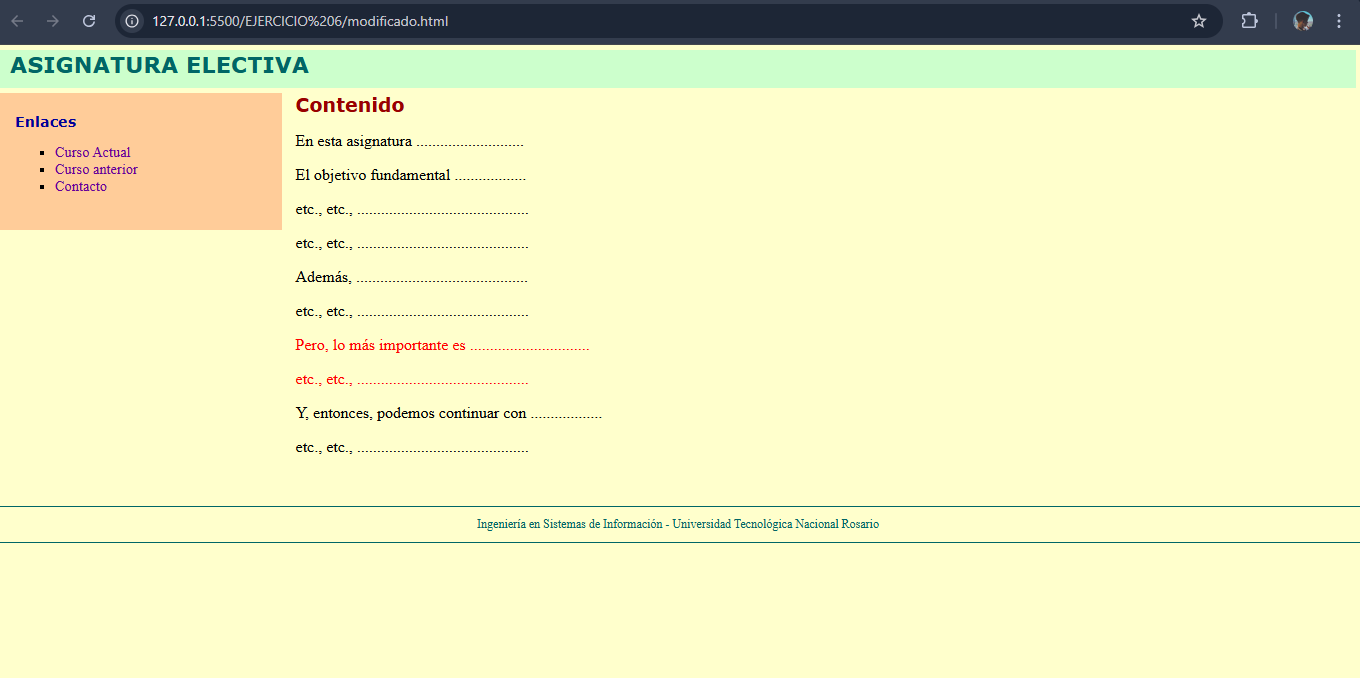 127.0.0.1:5500/EJERCICIO%206/modificado.html
ASIGNATURA ELECTIVA
Enlaces
Curso Actual
Curso anterior
Contacto
Contenido
En esta asignatura ...........................
El objetivo fundamental ..................
etc., etc., ...........................................
etc., etc., ...........................................
Además, ...........................................
etc., etc., ...........................................
Pero, lo más importante es ..............................
etc., etc., ...........................................
Y, entonces, podemos continuar con ..................
etc., etc., ...........................................
Ingeniería en Sistemas de Información - Universidad Tecnológica Nacional Rosario